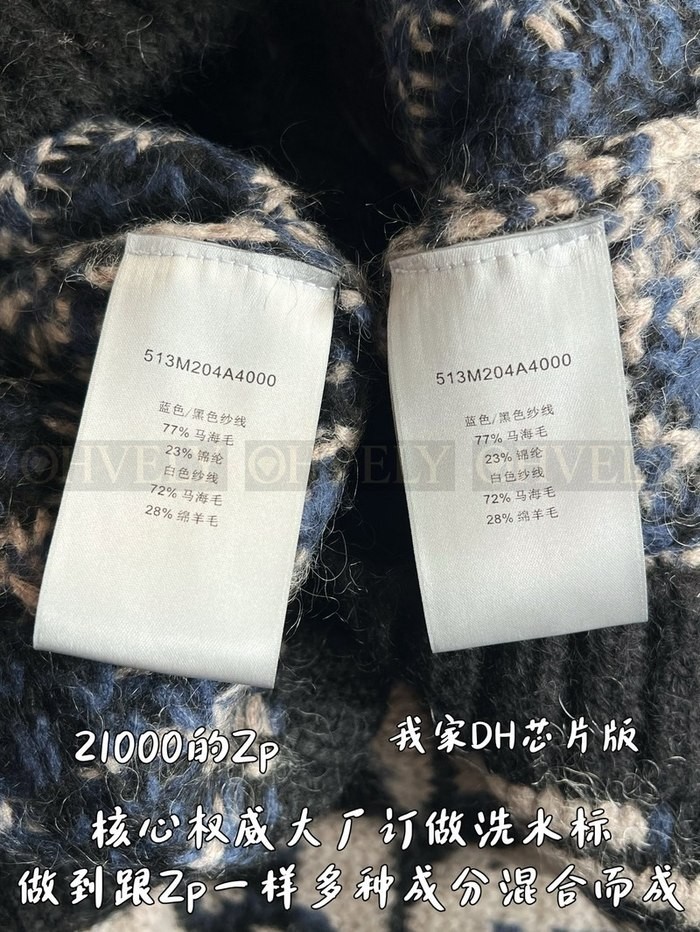 513M204A4000
蓝色/黑色纱线
77% 马海毛
23% 锦纶
白色纱线
72% 马海毛
28% 绵羊毛
513M204A4000
蓝色/黑色纱线
77% 马海毛
23% 锦纶
白色纱线
72% 马海毛
28% 绵羊毛
OHVELY
21000的Zp
我家DH芯片版
核心权威大厂订做洗水标
做到跟Zp一样多种成分混合而成